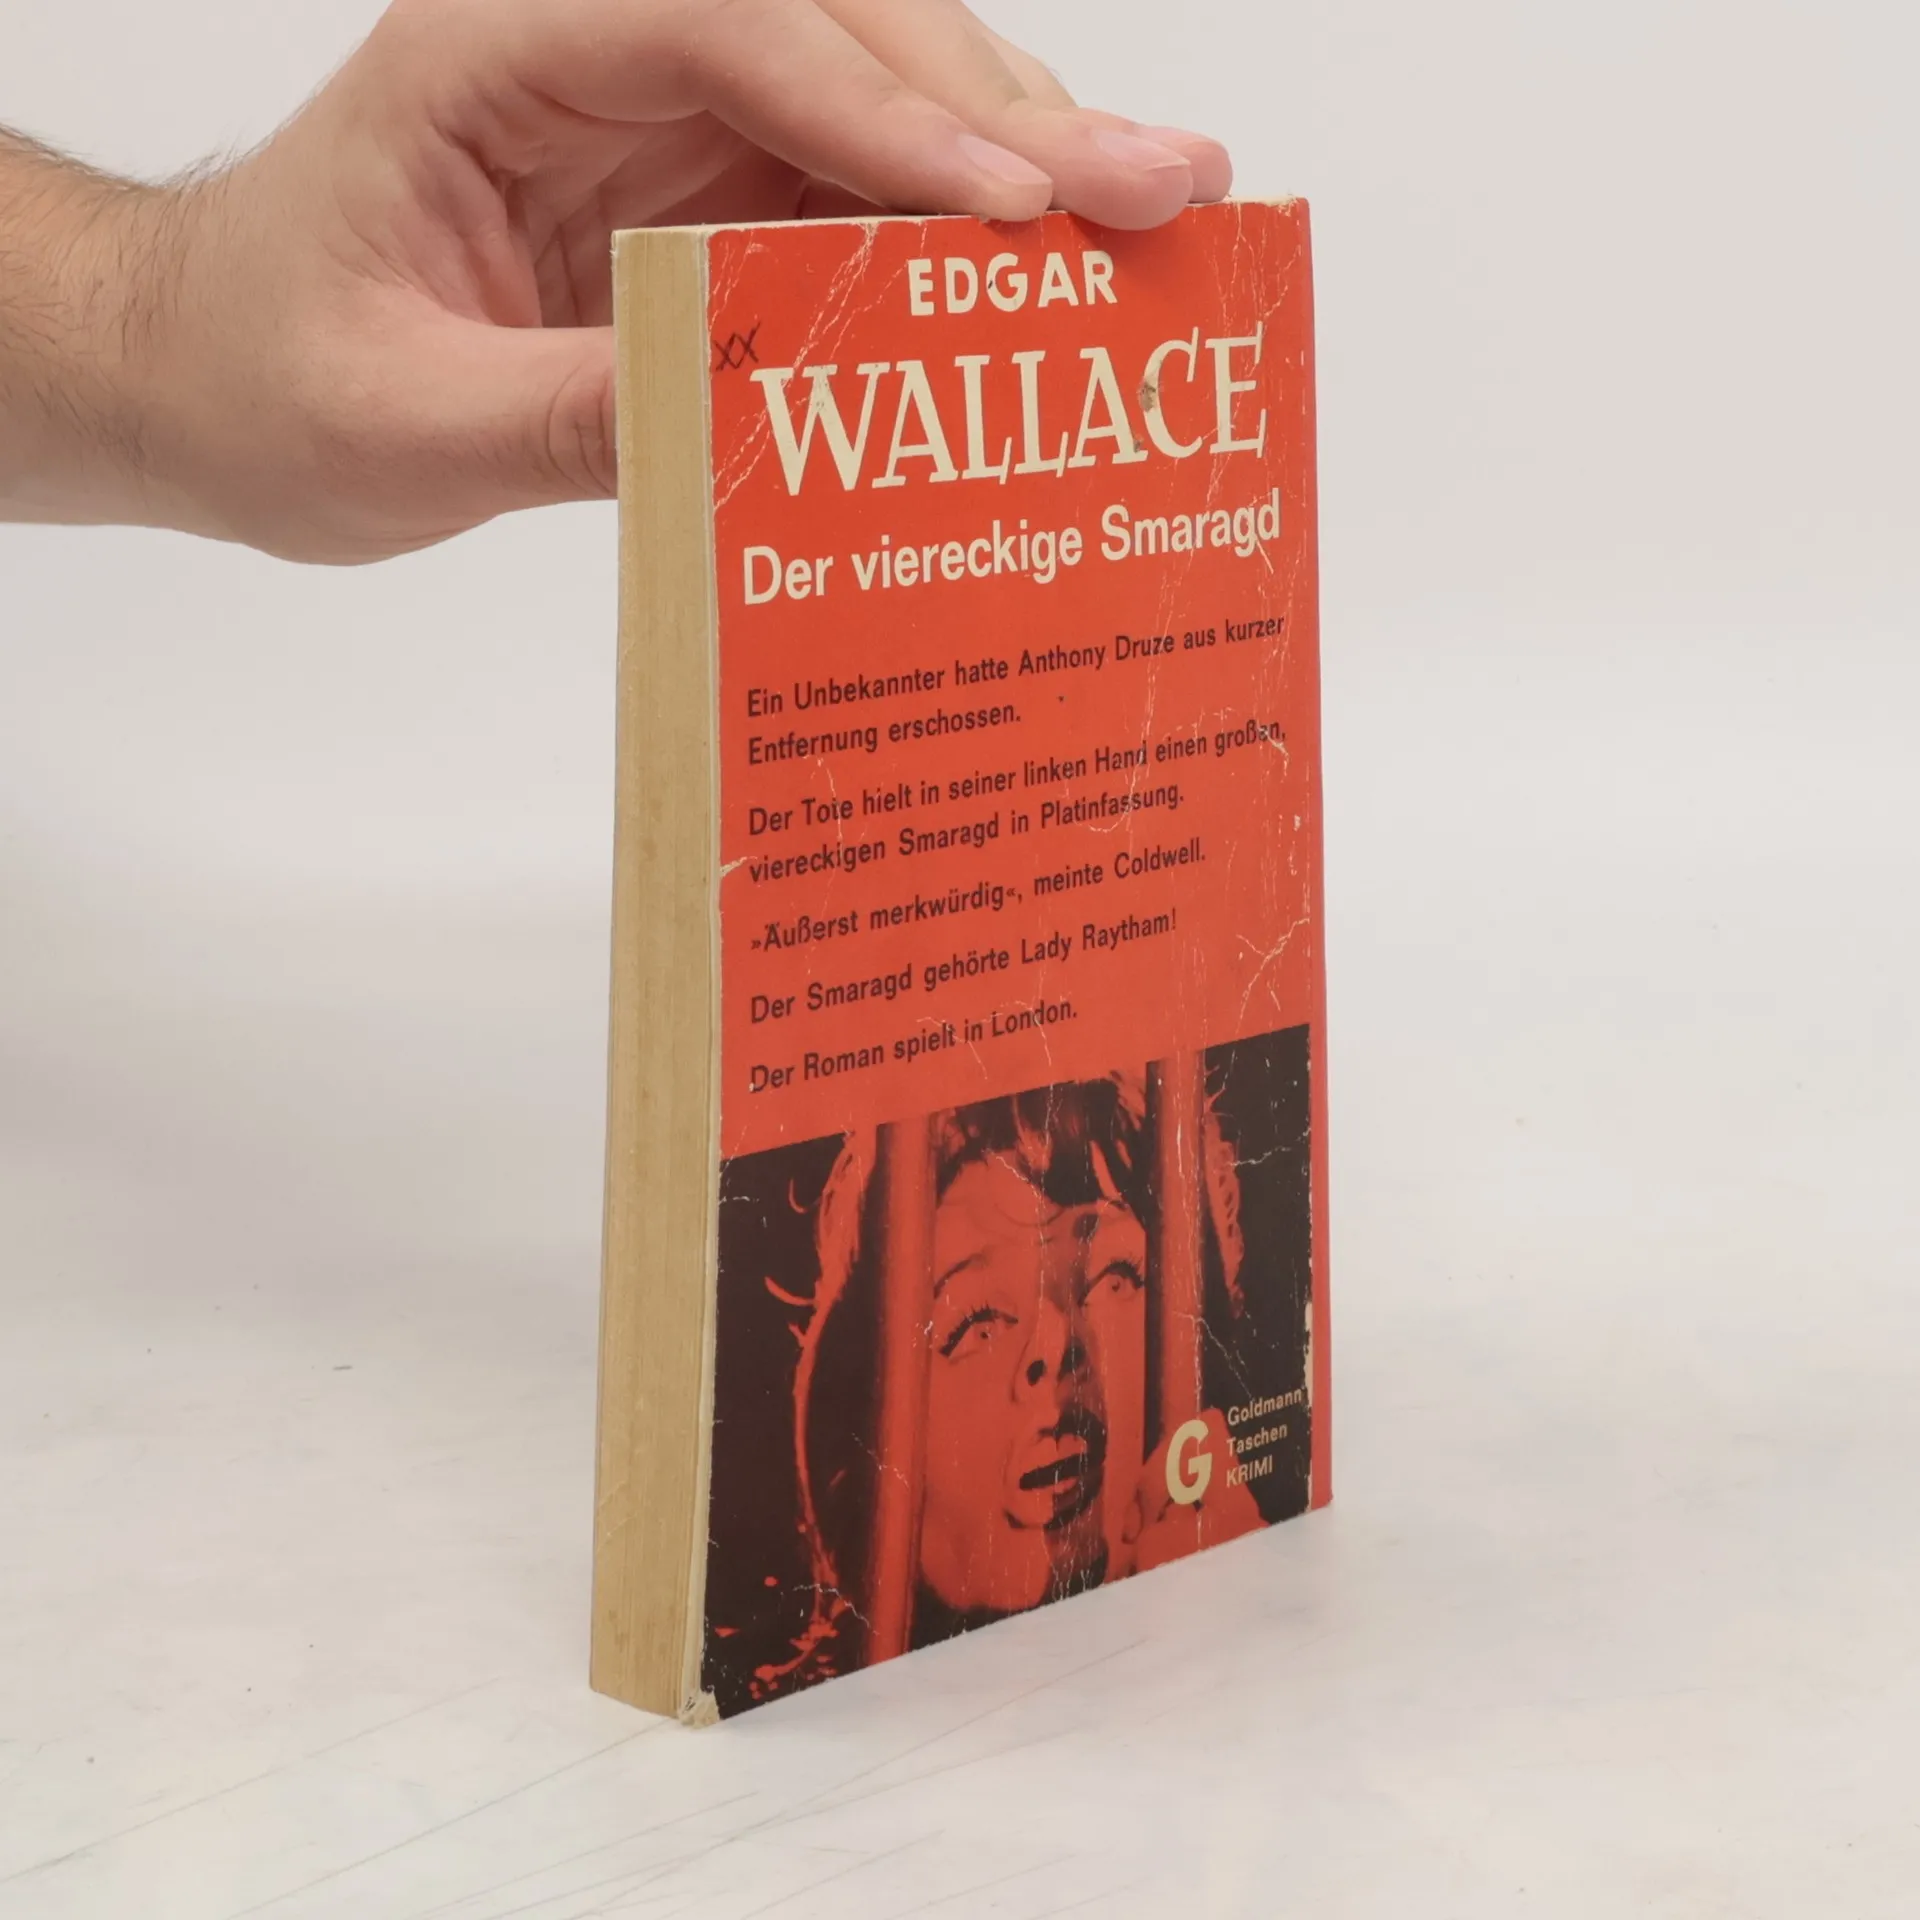 EDGAR
XX
WALLACE
Der viereckige Smaragd
Ein Unbekannter hatte Anthony Druze aus kurzer
Entfernung erschossen.
Der Tote hielt in seiner linken Hand einen großen,
viereckigen Smaragd in Platinfassung.
»Äußerst merkwürdig«, meinte Coldwell.
Der Smaragd gehörte Lady Raytham!
Der Roman spielt in London.
G
Goldmann
Taschen
KRIMI